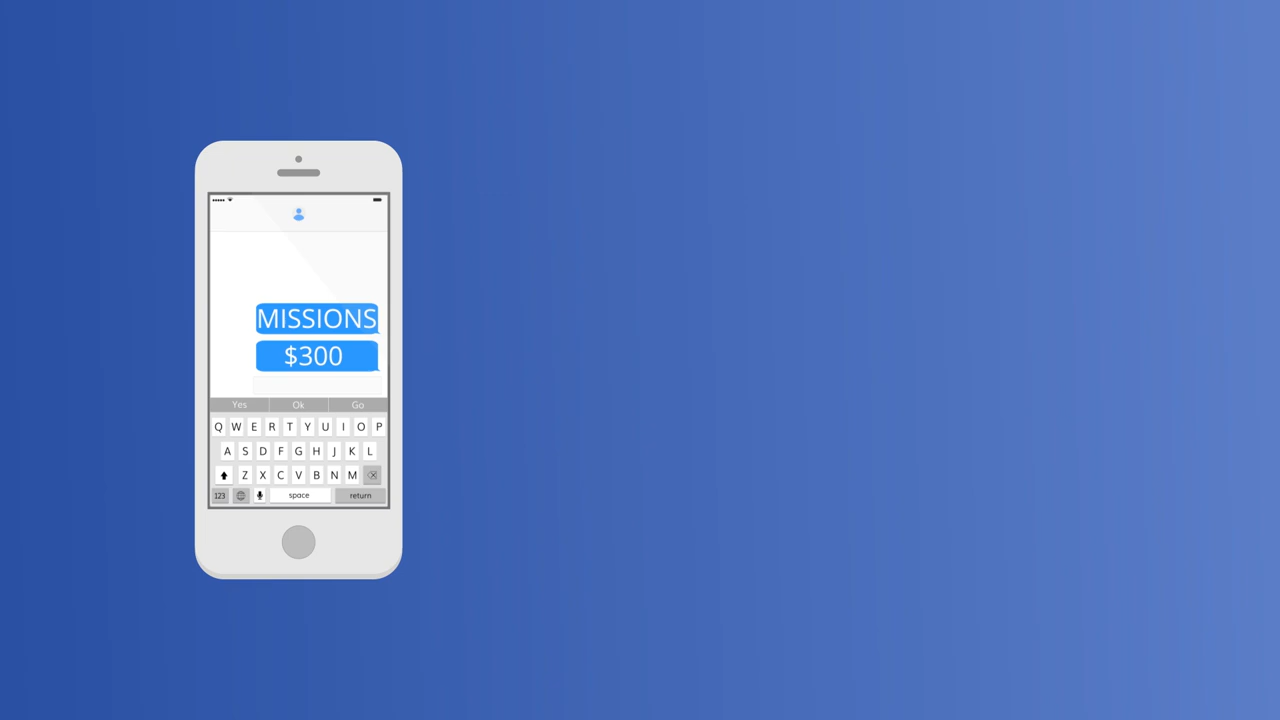 MISSIONS
$300
Yes Ok Go
Q W E R T Y U I O P
A S D F G H J K L
Z X C V B N M
123 space return